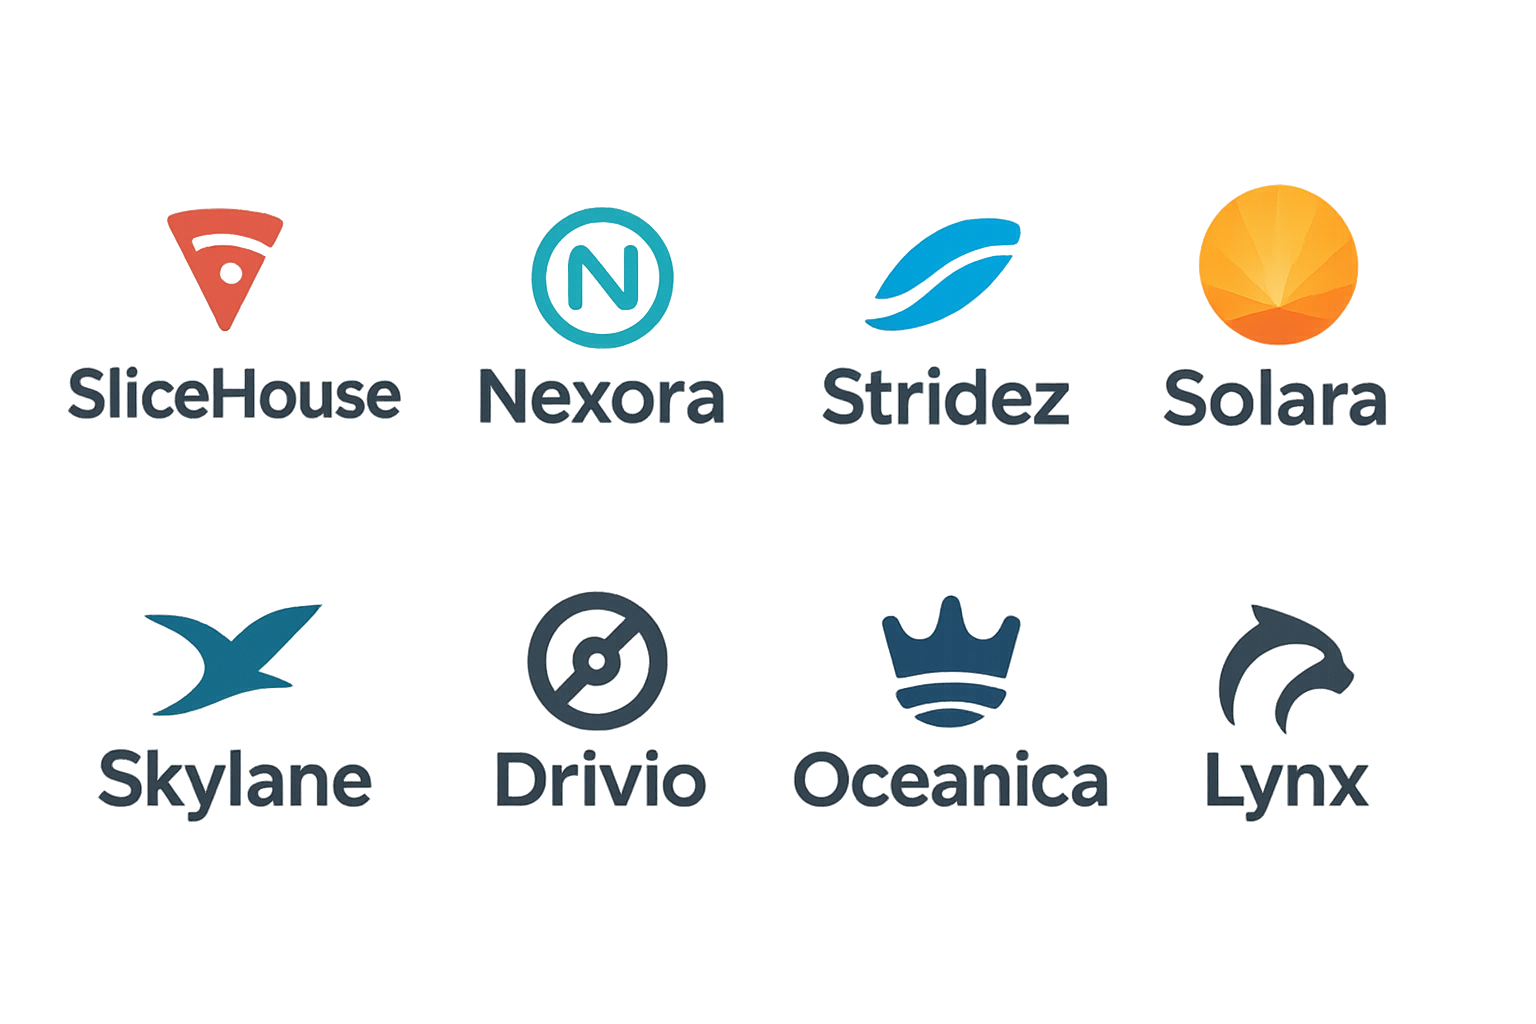 N
SliceHouse
Nexora
Stridez
Solara
Skylane
Drivio
Oceanica
Lynx